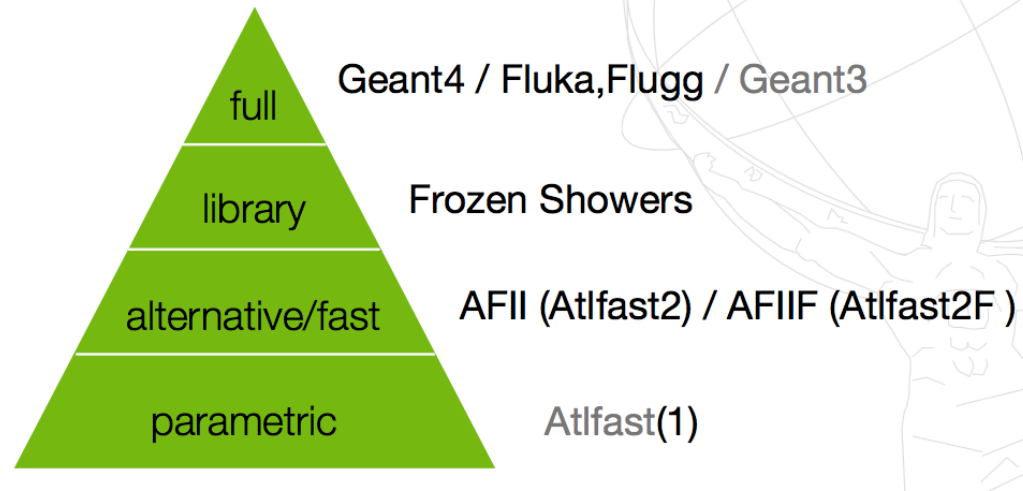 full
Geant4 / Fluka,Flugg / Geant3
library
Frozen Showers
alternative/fast
AFII (Atlfast2) / AFIIF (Atlfast2F )
parametric
Atlfast(1)